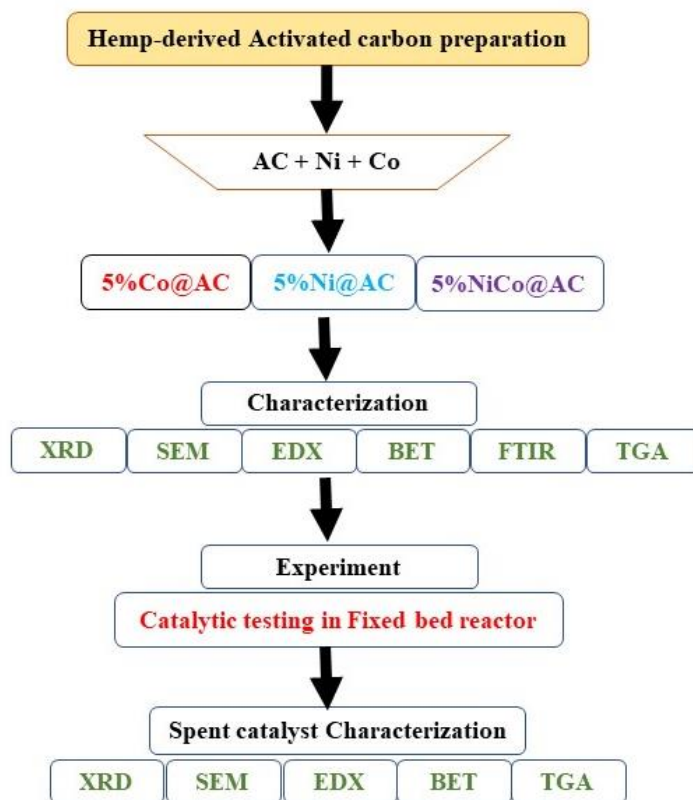 Hemp-derived Activated carbon preparation
AC + Ni + Co
5%Co@AC 5%Ni@AC 5%NiCo@AC
Characterization
XRD SEM EDX BET FTIR TGA
Experiment
Catalytic testing in Fixed bed reactor
Spent catalyst Characterization
XRD SEM EDX BET TGA